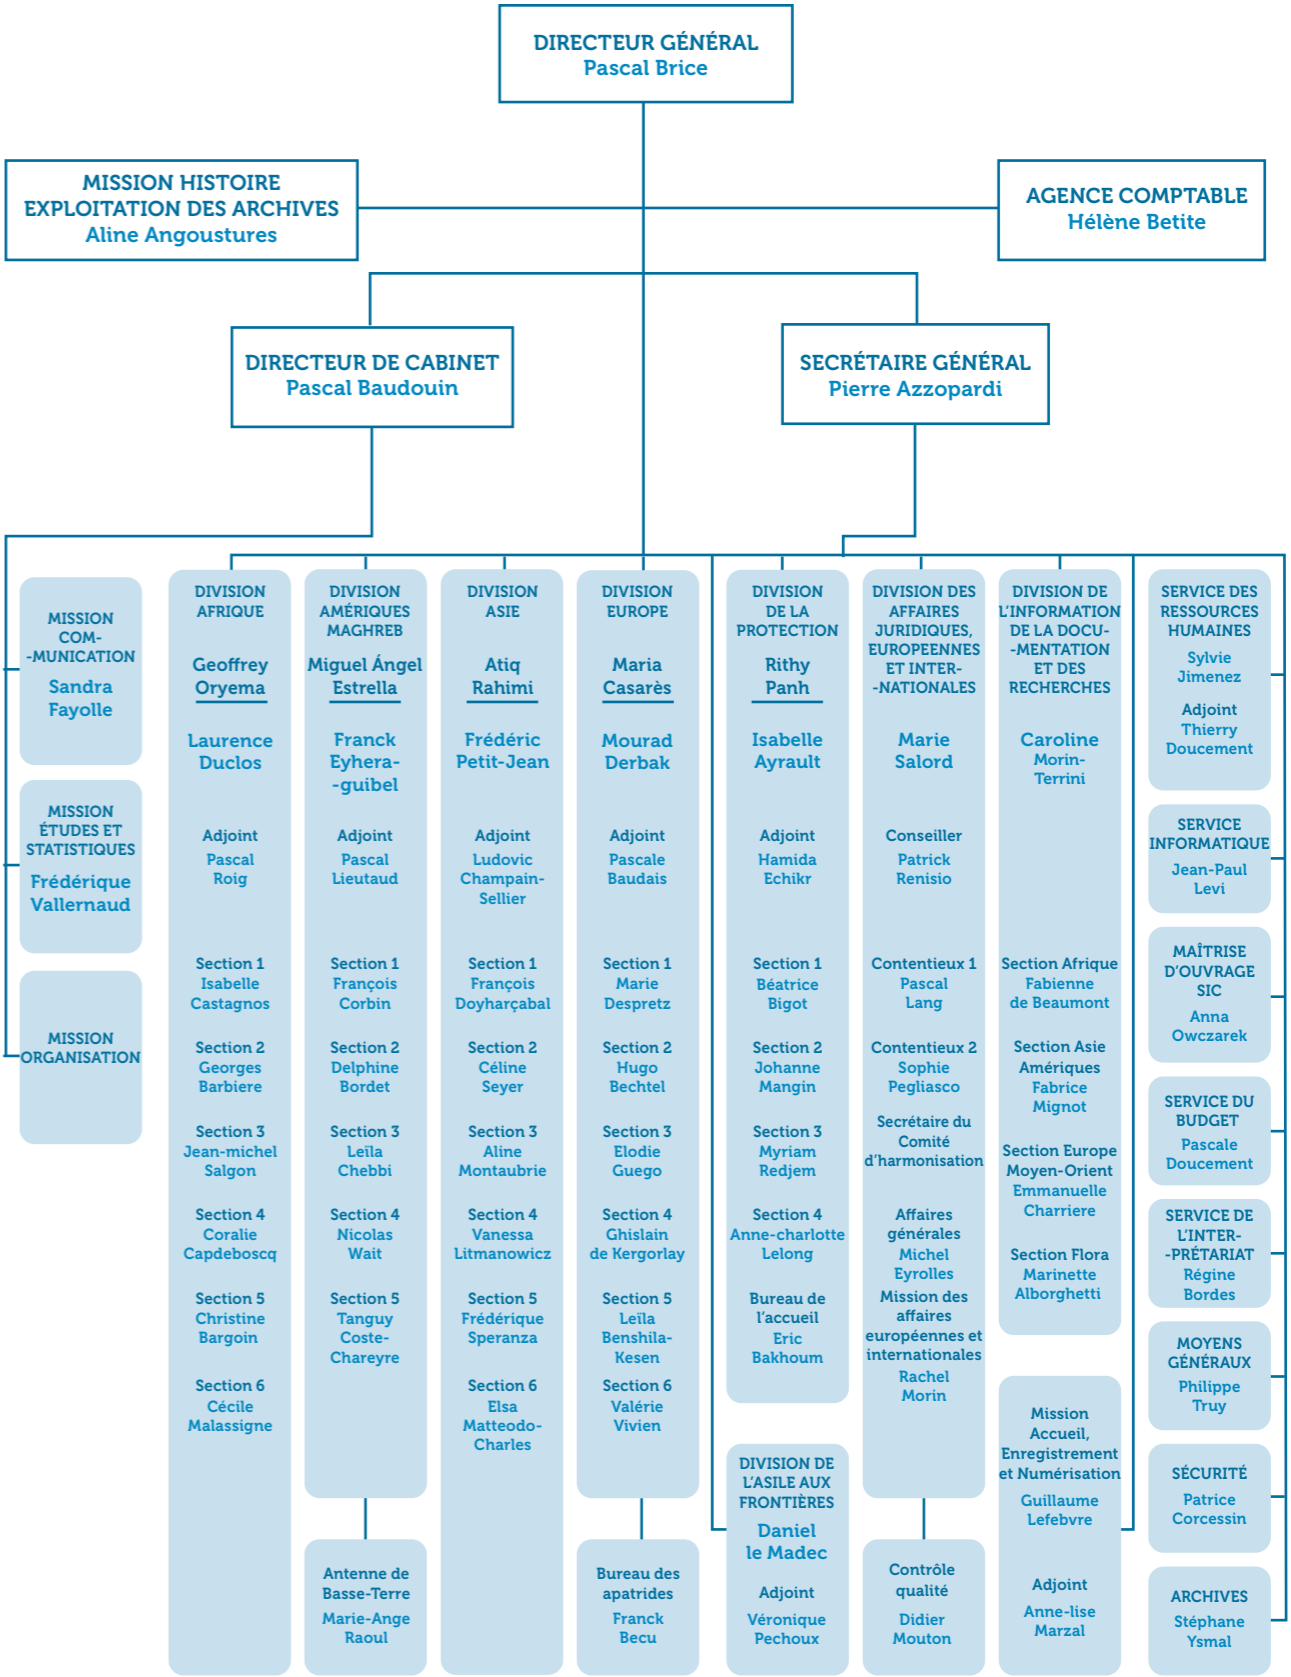 DIRECTEUR GÉNÉRAL
Pascal Brice
MISSION HISTOIRE
EXPLOITATION DES ARCHIVES
Aline Angoustures
AGENCE COMPTABLE
Hélène Betite
DIRECTEUR DE CABINET
Pascal Baudouin
SECRÉTAIRE GÉNÉRAL
Pierre Azzopardi
MISSION
COM-
-MUNICATION
Sandra
Fayolle
MISSION
ÉTUDES ET
STATISTIQUES
Frédérique
Vallernaud
MISSION
ORGANISATION
DIVISION
AFRIQUE
Geoffrey
Oryema
Laurence
Duclos
Adjoint
Pascal
Roig
Section 1
Isabelle
Castagnos
Section 2
Georges
Barbiere
Section 3
Jean-michel
Salgon
Section 4
Coralie
Capdeboscq
Section 5
Christine
Bargoin
Section 6
Cécile
Malassigne
DIVISION
AMÉRIQUES
MAGHREB
Miguel Ángel
Estrella
Franck
Eyhera-
-guibel
Adjoint
Pascal
Lieutaud
Section 1
François
Corbin
Section 2
Delphine
Bordet
Section 3
Leïla
Chebbi
Section 4
Nicolas
Wait
Section 5
Tanguy
Coste-
Chareyre
Antenne de
Basse-Terre
Marie-Ange
Raoul
DIVISION
ASIE
Atiq
Rahimi
Frédéric
Petit-Jean
Adjoint
Ludovic
Champain-
Sellier
Section 1
François
Doyharçabal
Section 2
Céline
Seyer
Section 3
Aline
Montaubrie
Section 4
Vanessa
Litmanowicz
Section 5
Frédérique
Speranza
Section 6
Elsa
Matteodo-
Charles
DIVISION
EUROPE
Maria
Casarès
Mourad
Derbak
Adjoint
Pascale
Baudais
Section 1
Marie
Despretz
Section 2
Hugo
Bechtel
Section 3
Elodie
Guego
Section 4
Ghislain
de Kergorlay
Section 5
Leïla
Benshila-
Kesen
Section 6
Valérie
Vivien
Bureau des
apatrides
Franck
Becu
DIVISION
DE LA
PROTECTION
Rithy
Panh
Isabelle
Ayrault
Adjoint
Hamida
Echikr
Section 1
Béatrice
Bigot
Section 2
Johanne
Mangin
Section 3
Myriam
Redjem
Section 4
Anne-charlotte
Lelong
Bureau de
l'accueil
Eric
Bakhoum
DIVISION DE
L'ASILE AUX
FRONTIÈRES
Daniel
le Madec
Adjoint
Véronique
Pechoux
DIVISION DES
AFFAIRES
JURIDIQUES,
EUROPEENNES
ET INTER-
-NATIONALES
Marie
Salord
Conseiller
Patrick
Renisio
Contentieux 1
Pascal
Lang
Contentieux 2
Sophie
Pegliasco
Secrétaire du
Comité
d'harmonisation
Affaires
générales
Michel
Eyrolles
Mission des
affaires
européennes et
internationales
Rachel
Morin
Contrôle
qualité
Didier
Mouton
DIVISION DE
L'INFORMATION
DE LA DOCU-
-MENTATION
ET DES
RECHERCHES
Caroline
Morin-
Terrini
Section Afrique
Fabienne
de Beaumont
Section Asie
Amériques
Fabrice
Mignot
Section Europe
Moyen-Orient
Emmanuelle
Charriere
Section Flora
Marinette
Alborghetti
Mission
Accueil,
Enregistrement
et Numérisation
Guillaume
Lefebvre
Adjoint
Anne-lise
Marzal
SERVICE DES
RESSOURCES
HUMAINES
Sylvie
Jimenez
Adjoint
Thierry
Doucement
SERVICE
INFORMATIQUE
Jean-Paul
Levi
MAÎTRISE
D'OUVRAGE
SIC
Anna
Owczarek
SERVICE DU
BUDGET
Pascale
Doucement
SERVICE DE
L'INTER-
-PRÉTARIAT
Régine
Bordes
MOYENS
GÉNÉRAUX
Philippe
Truy
SÉCURITÉ
Patrice
Corcessin
ARCHIVES
Stéphane
Ysmal